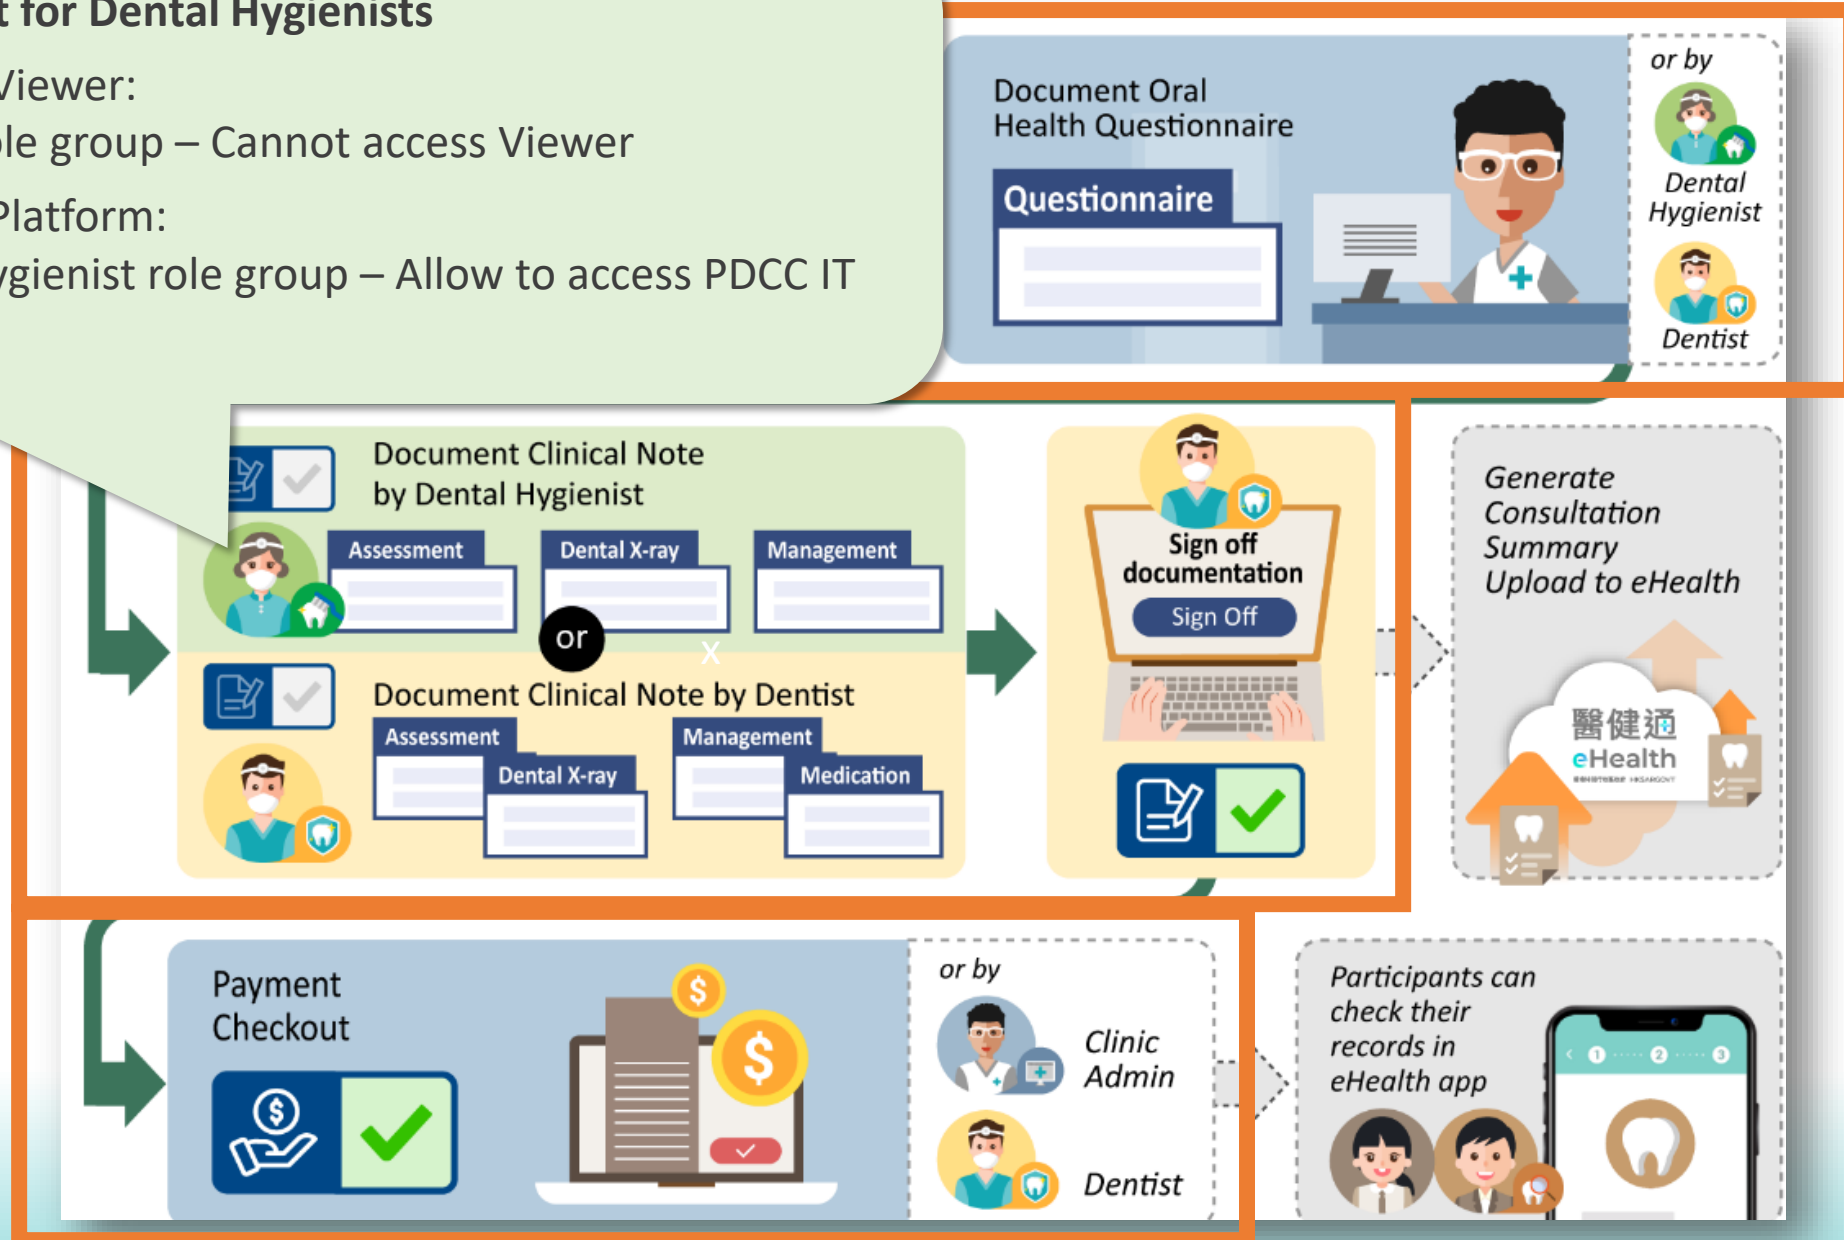 t for Dental Hygienists
Viewer:
ole group – Cannot access Viewer
Platform:
ygienist role group – Allow to access PDCC IT
Document Oral
Health Questionnaire
Questionnaire
or by
Dental
Hygienist
Dentist
Document Clinical Note
by Dental Hygienist
Assessment
Dental X-ray
Management
or
x
Document Clinical Note by Dentist
Assessment
Dental X-ray
Management
Medication
Sign off
documentation
Sign Off
Generate
Consultation
Summary
Upload to eHealth
醫健通
eHealth
Payment
Checkout
$
$
$
or by
Clinic
Admin
Dentist
Participants can
check their
records in
eHealth app
1
2
3